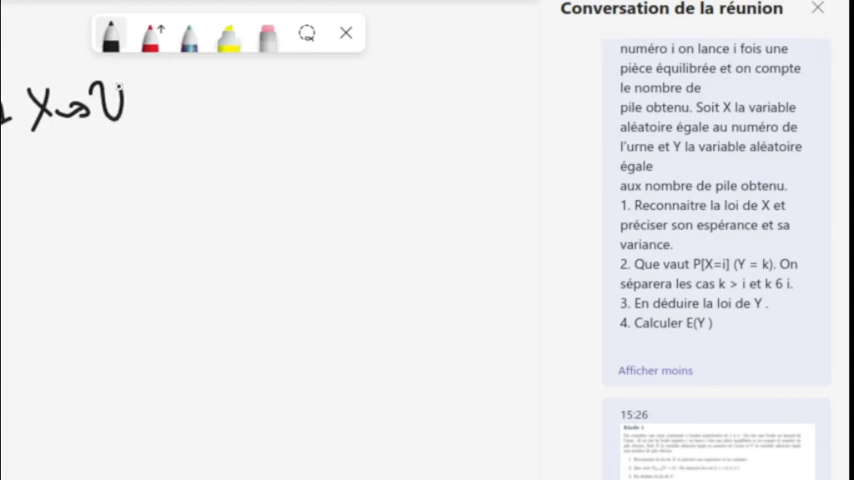 Conversation de la réunion
numéro i on lance i fois une
pièce équilibrée et on compte
le nombre de
pile obtenu. Soit X la variable
aléatoire égale au numéro de
l'urne et Y la variable aléatoire
égale
aux nombre de pile obtenu.
1. Reconnaitre la loi de X et
préciser son espérance et sa
variance.
2. Que vaut P[X=i] (Y = k). On
séparera les cas k > i et k 6 i.
3. En déduire la loi de Y .
4. Calculer E(Y )
Afficher moins
15:26
X